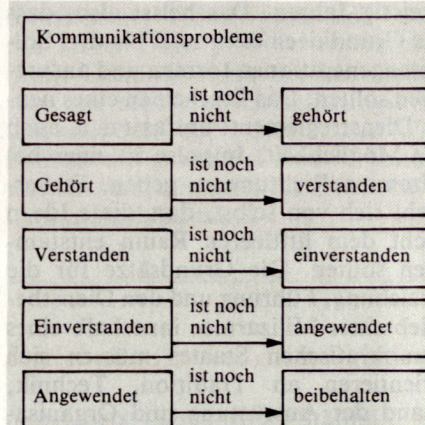 Kommunikationsprobleme
ist noch
Gesagt nicht gehört
ist noch
Gehört nicht verstanden
ist noch
Verstanden nicht einverstanden
ist noch
Einverstanden nicht angewendet
ist noch
Angewendet nicht beibehalten